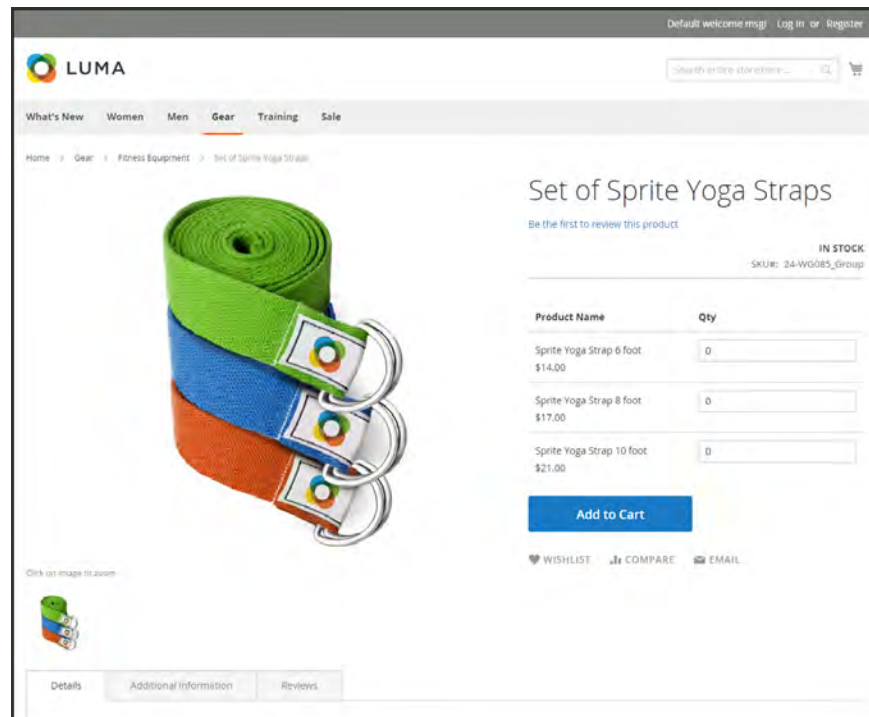 Default welcome msg! Log In or Register
LUMA
Search entire store here...
What's New Women Men Gear Training Sale
Home > Gear > Fitness Equipment > Set of Sprite Yoga Straps
Set of Sprite Yoga Straps
Be the first to review this product
IN STOCK
SKU#: 24-WG085_Group
Product Name Qty
Sprite Yoga Strap 6 foot
$14.00
0
Sprite Yoga Strap 8 foot
$17.00
0
Sprite Yoga Strap 10 foot
$21.00
0
Add to Cart
WISHLIST COMPARE EMAIL
Click on image to zoom
Details Additional Information Reviews